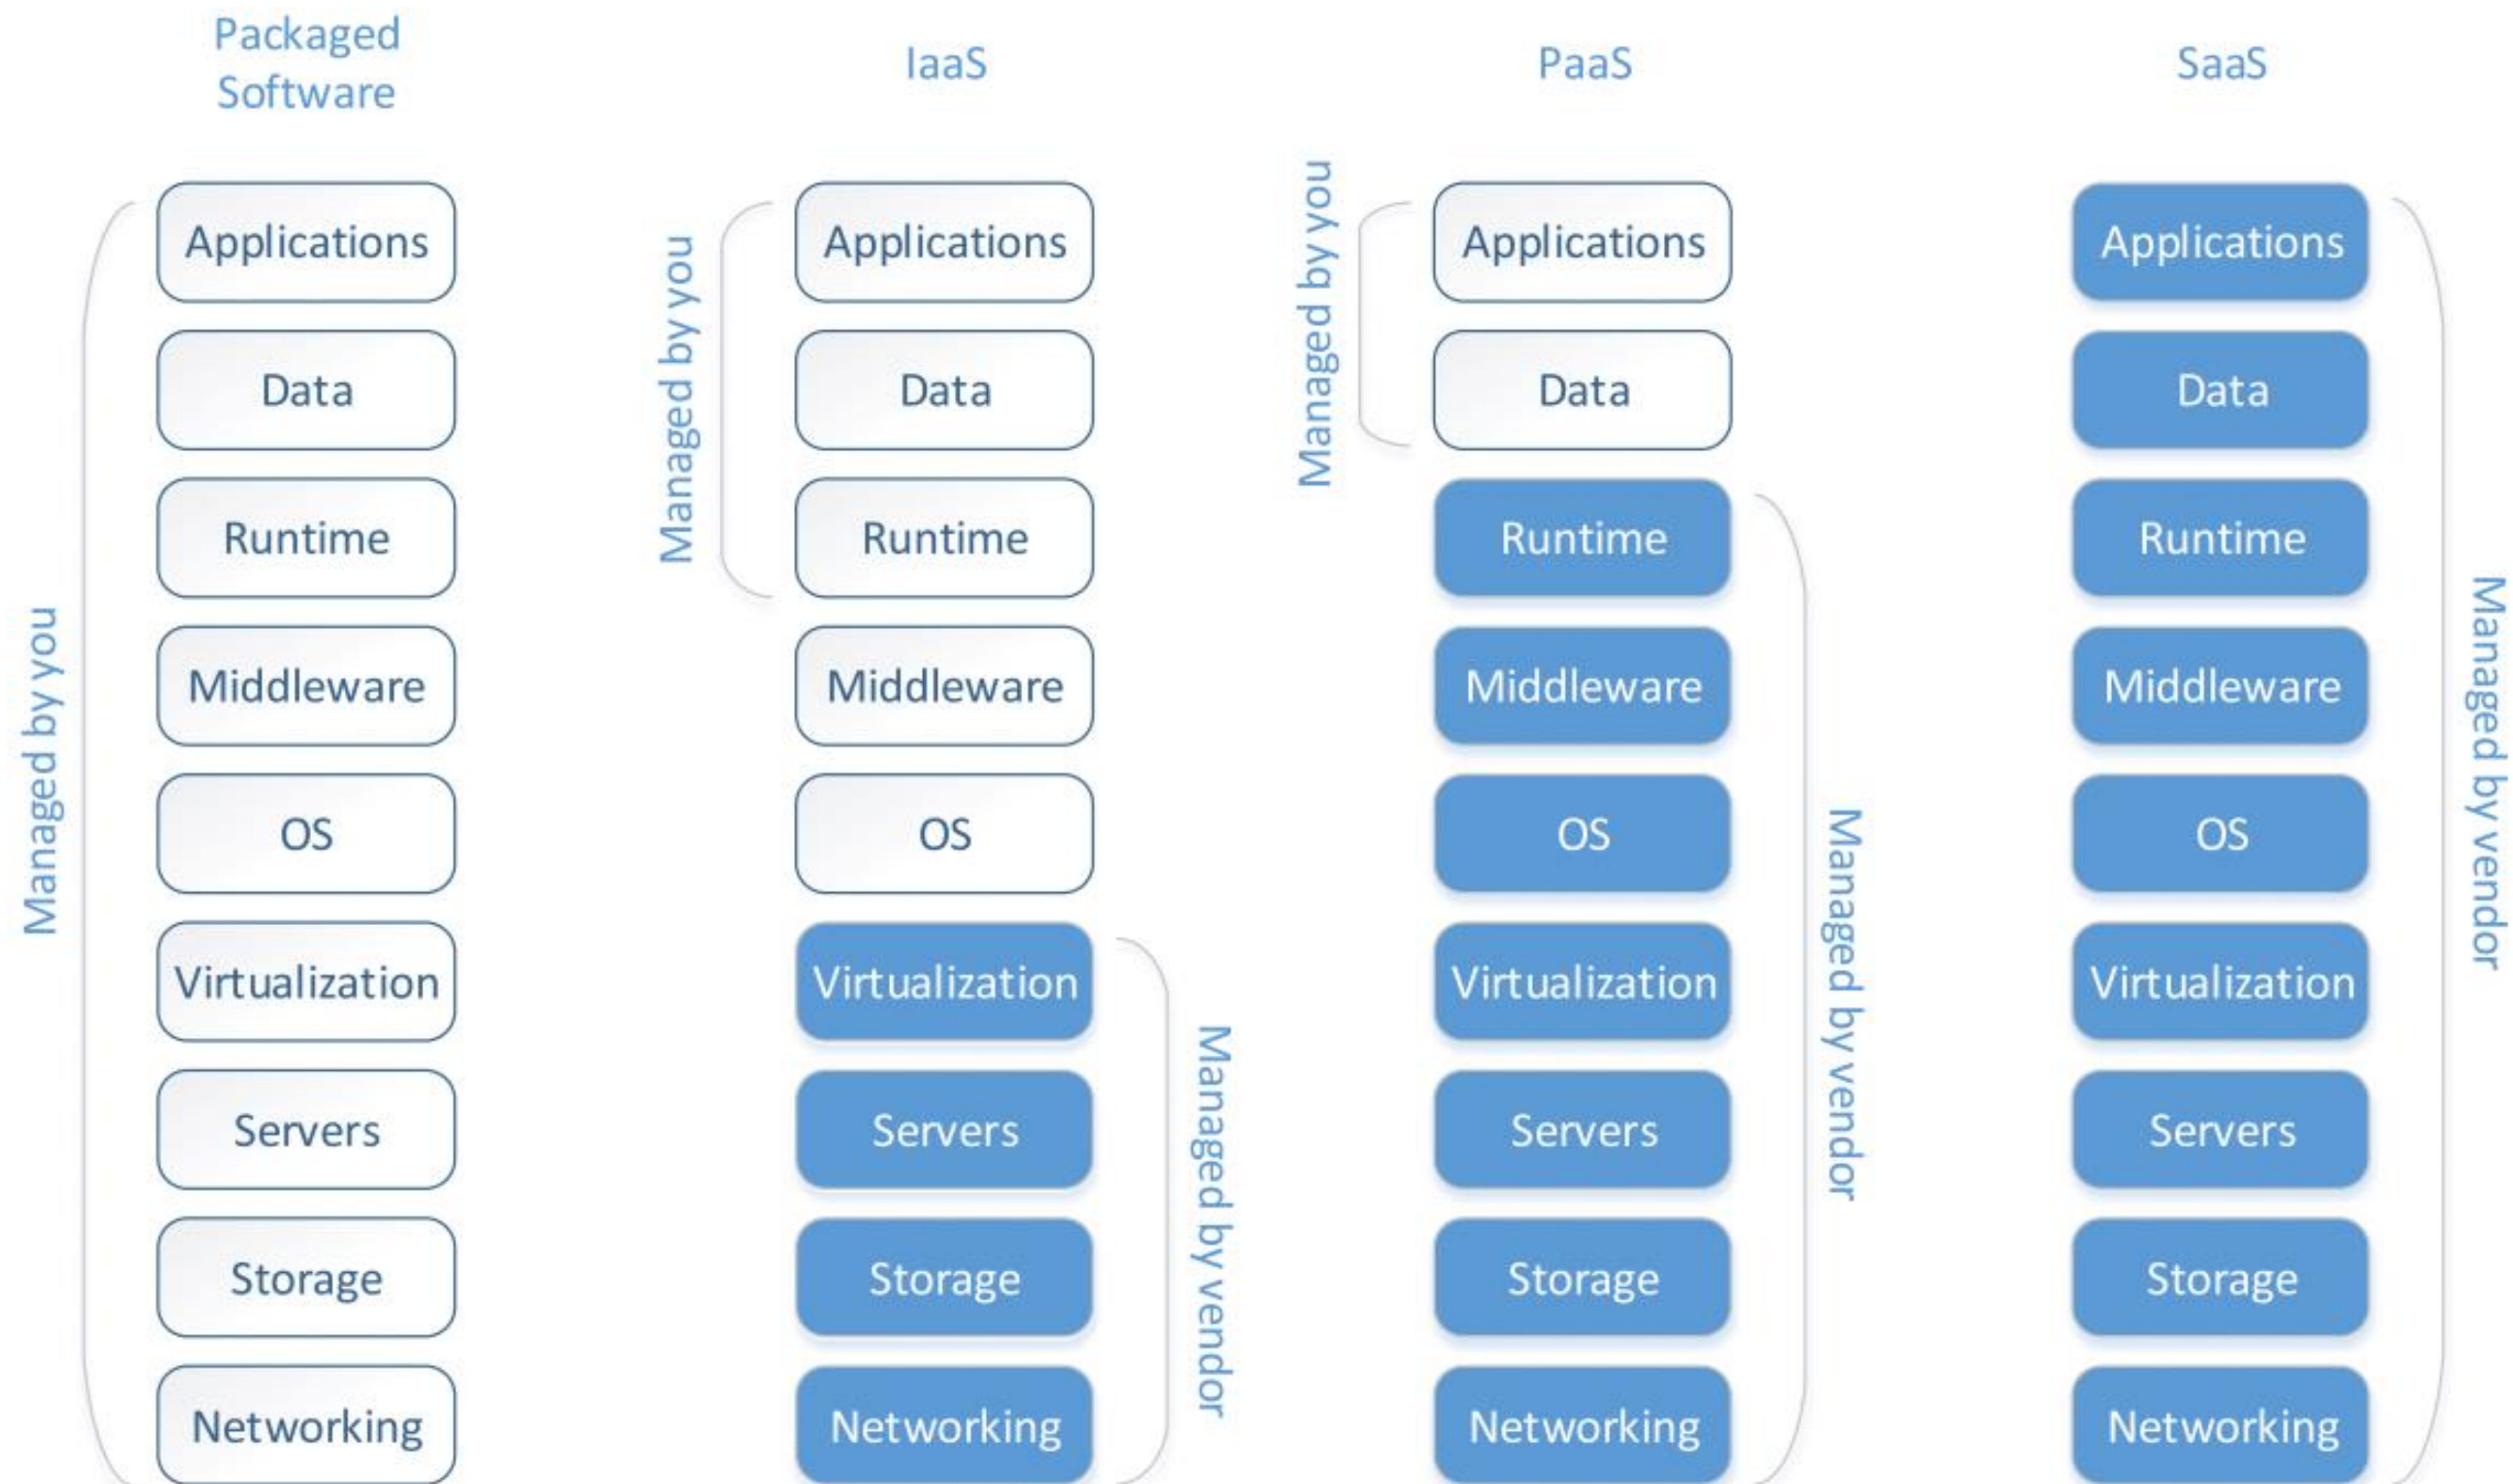 Packaged
Software
Managed by you
Applications
Data
Runtime
Middleware
OS
Virtualization
Servers
Storage
Networking
IaaS
Managed by you
Applications
Data
Runtime
Middleware
OS
Virtualization
Servers
Storage
Networking
Managed by vendor
PaaS
Managed by you
Applications
Data
Runtime
Middleware
OS
Virtualization
Servers
Storage
Networking
Managed by vendor
SaaS
Applications
Data
Runtime
Middleware
OS
Virtualization
Servers
Storage
Networking
Managed by vendor